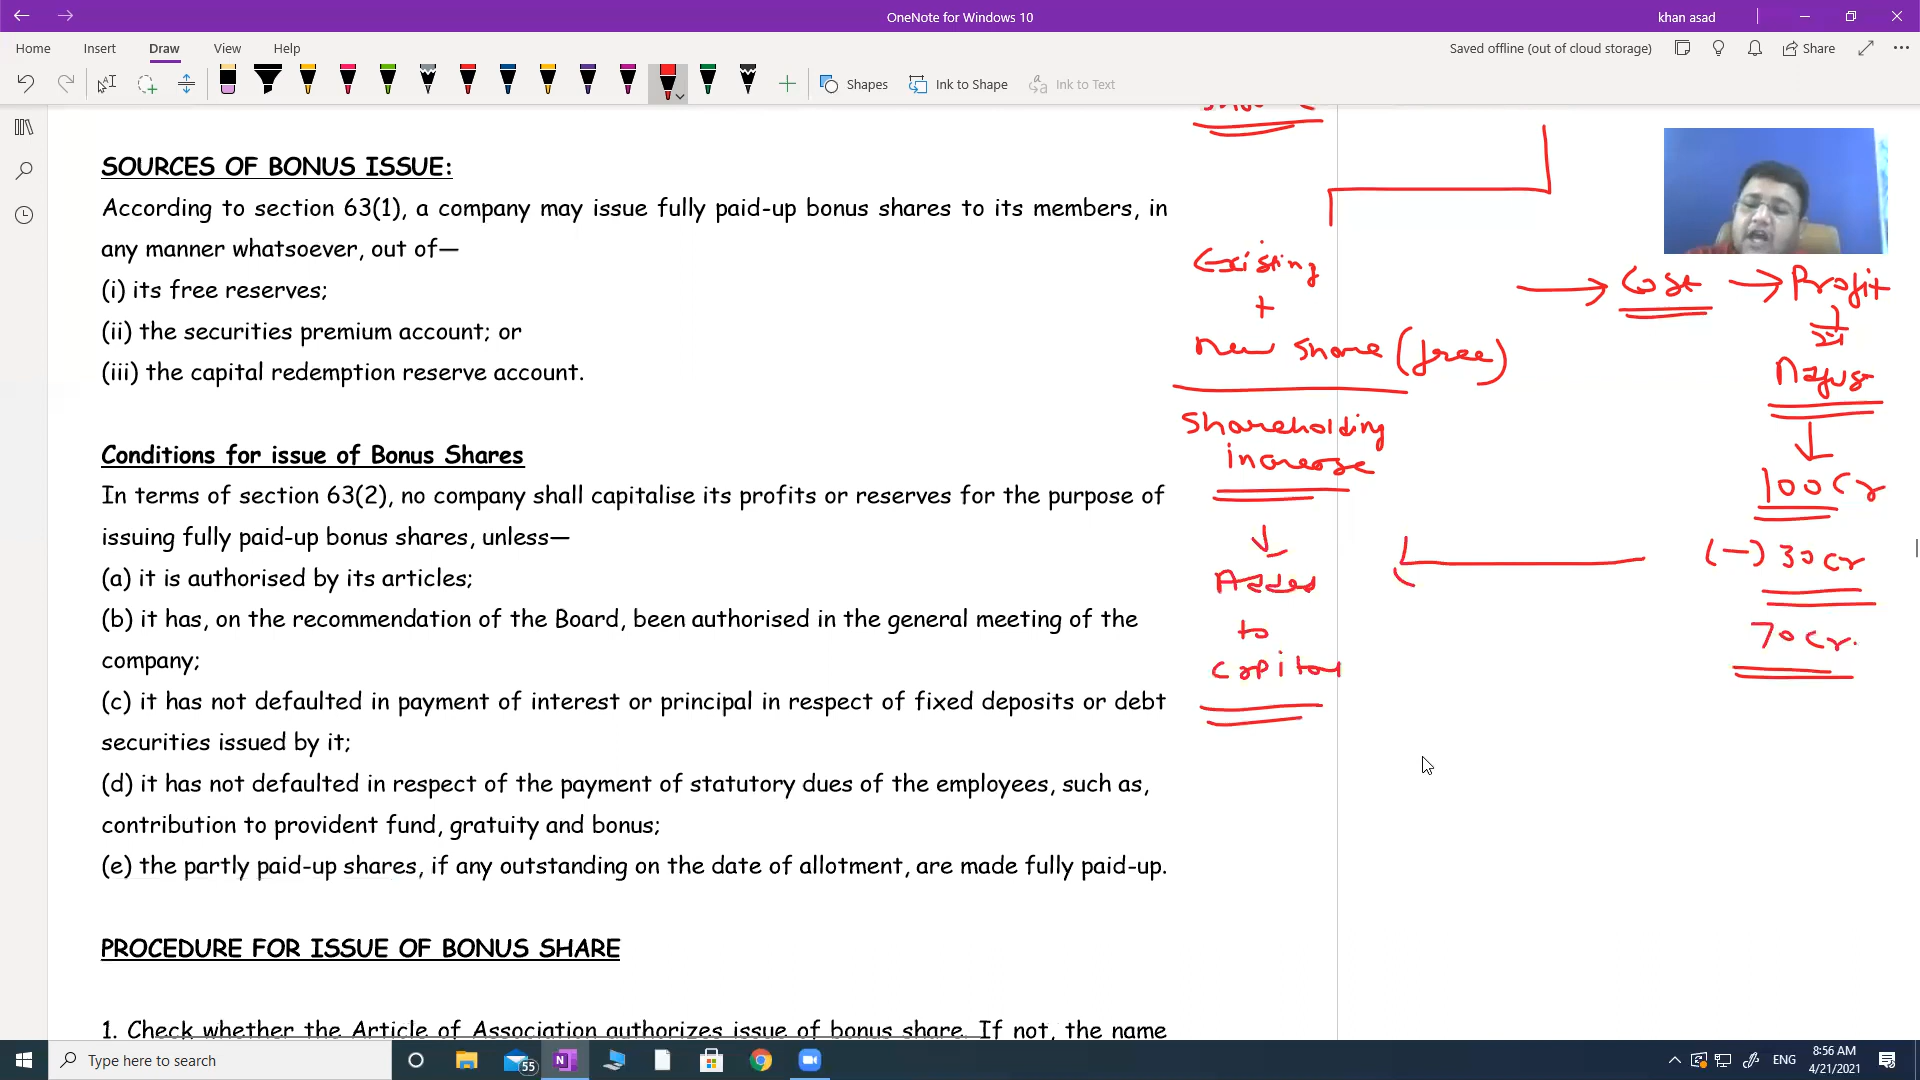 OneNote for Windows 10
khan asad
Home Insert Draw View Help
Saved offline (out of cloud storage)
Share
Shapes
Ink to Shape
Ink to Text
SOURCES OF BONUS ISSUE:
According to section 63(1), a company may issue fully paid-up bonus shares to its members, in
any manner whatsoever, out of—
(i) its free reserves;
(ii) the securities premium account; or
(iii) the capital redemption reserve account.
Conditions for issue of Bonus Shares
In terms of section 63(2), no company shall capitalise its profits or reserves for the purpose of
issuing fully paid-up bonus shares, unless—
(a) it is authorised by its articles;
(b) it has, on the recommendation of the Board, been authorised in the general meeting of the
company;
(c) it has not defaulted in payment of interest or principal in respect of fixed deposits or debt
securities issued by it;
(d) it has not defaulted in respect of the payment of statutory dues of the employees, such as,
contribution to provident fund, gratuity and bonus;
(e) the partly paid-up shares, if any outstanding on the date of allotment, are made fully paid-up.
PROCEDURE FOR ISSUE OF BONUS SHARE
1. Check whether the Article of Association authorizes issue of bonus share. If not, the name
Existing
+
New Share (free)
Shareholding
increase
Added
to
capital
Cost
Profit
100 Cr
(-) 30 Cr
70 Cr.
Type here to search
55
ENG
8:56 AM
4/21/2021